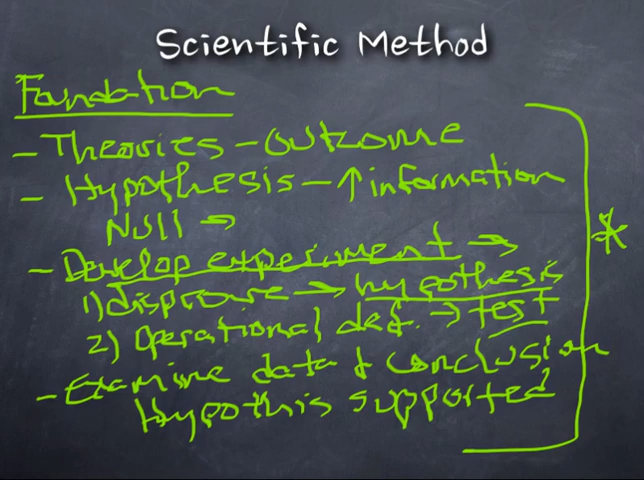 Scientific Method
Foundation
- Theories - outcome
- Hypothesis - ↑ information
Null →
- Develop experiment →
1) disprove → hypothesis
2) Operational def. → test
- Examine data + conclusion
Hypothis supported
*